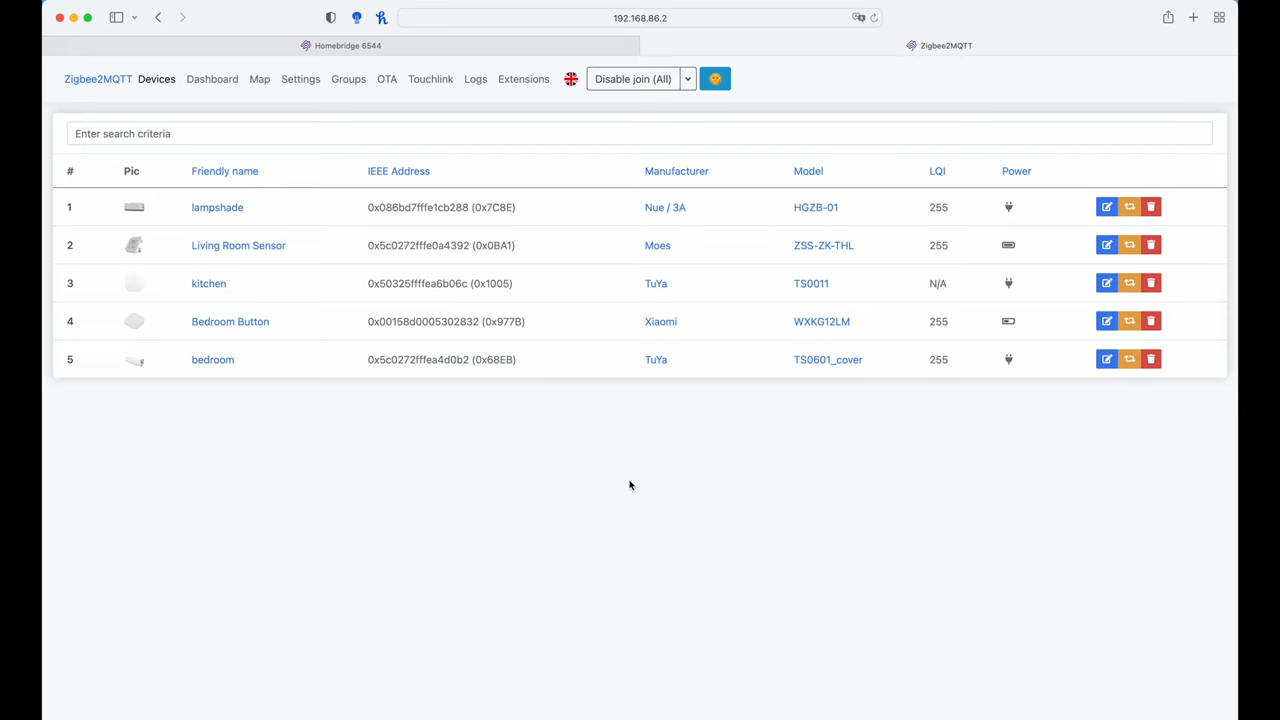 192.168.86.2
Homebridge 6544
Zigbee2MQTT
Zigbee2MQTT Devices Dashboard Map Settings Groups OTA Touchlink Logs Extensions Disable join (All)
Enter search criteria
# Pic Friendly name IEEE Address Manufacturer Model LQI Power
1 lampshade 0x086bd7fffe1cb288 (0x7C8E) Nue / 3A HGZB-01 255
2 Living Room Sensor 0x5c0272fffe0a4392 (0x0BA1) Moes ZSS-ZK-THL 255
3 kitchen 0x50325ffffea6b06c (0x1005) TuYa TS0011 N/A
4 Bedroom Button 0x00158d0005302832 (0x977B) Xiaomi WXKG12LM 255
5 bedroom 0x5c0272fffea4d0b2 (0x68EB) TuYa TS0601_cover 255